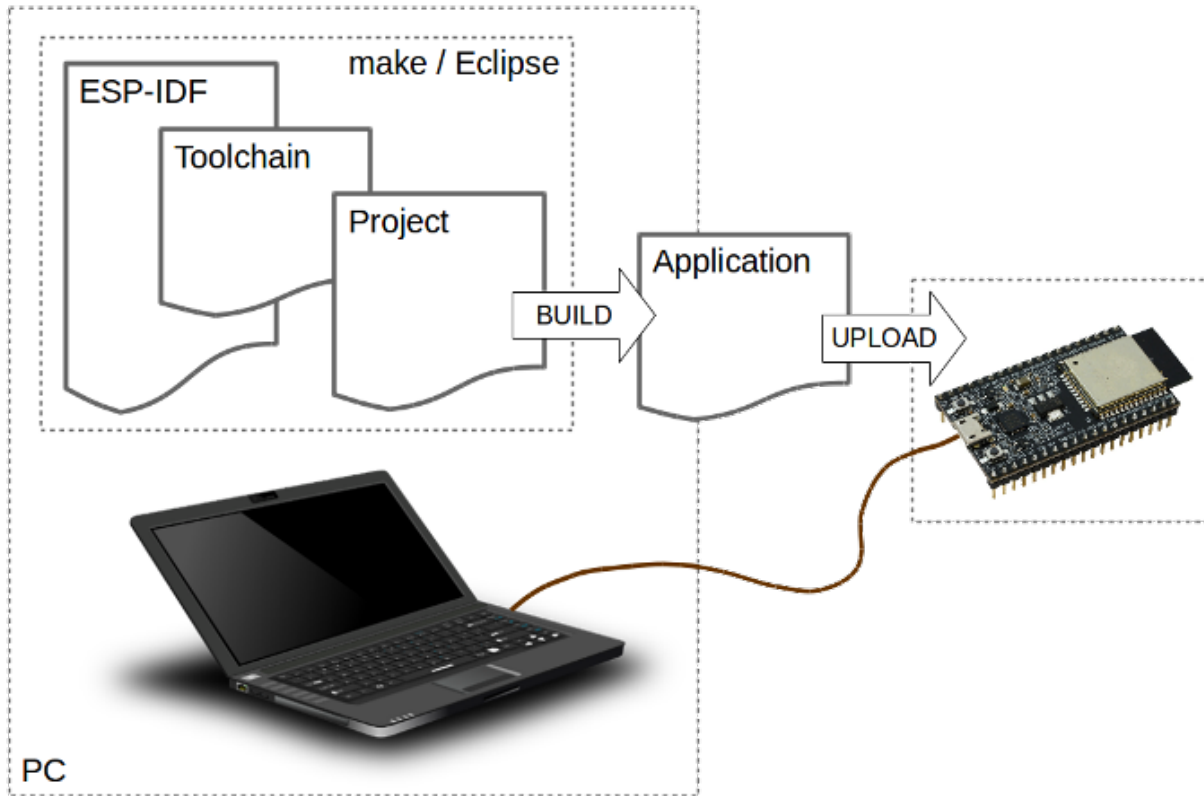 make / Eclipse
ESP-IDF
Toolchain
Project
Application
BUILD
UPLOAD
PC